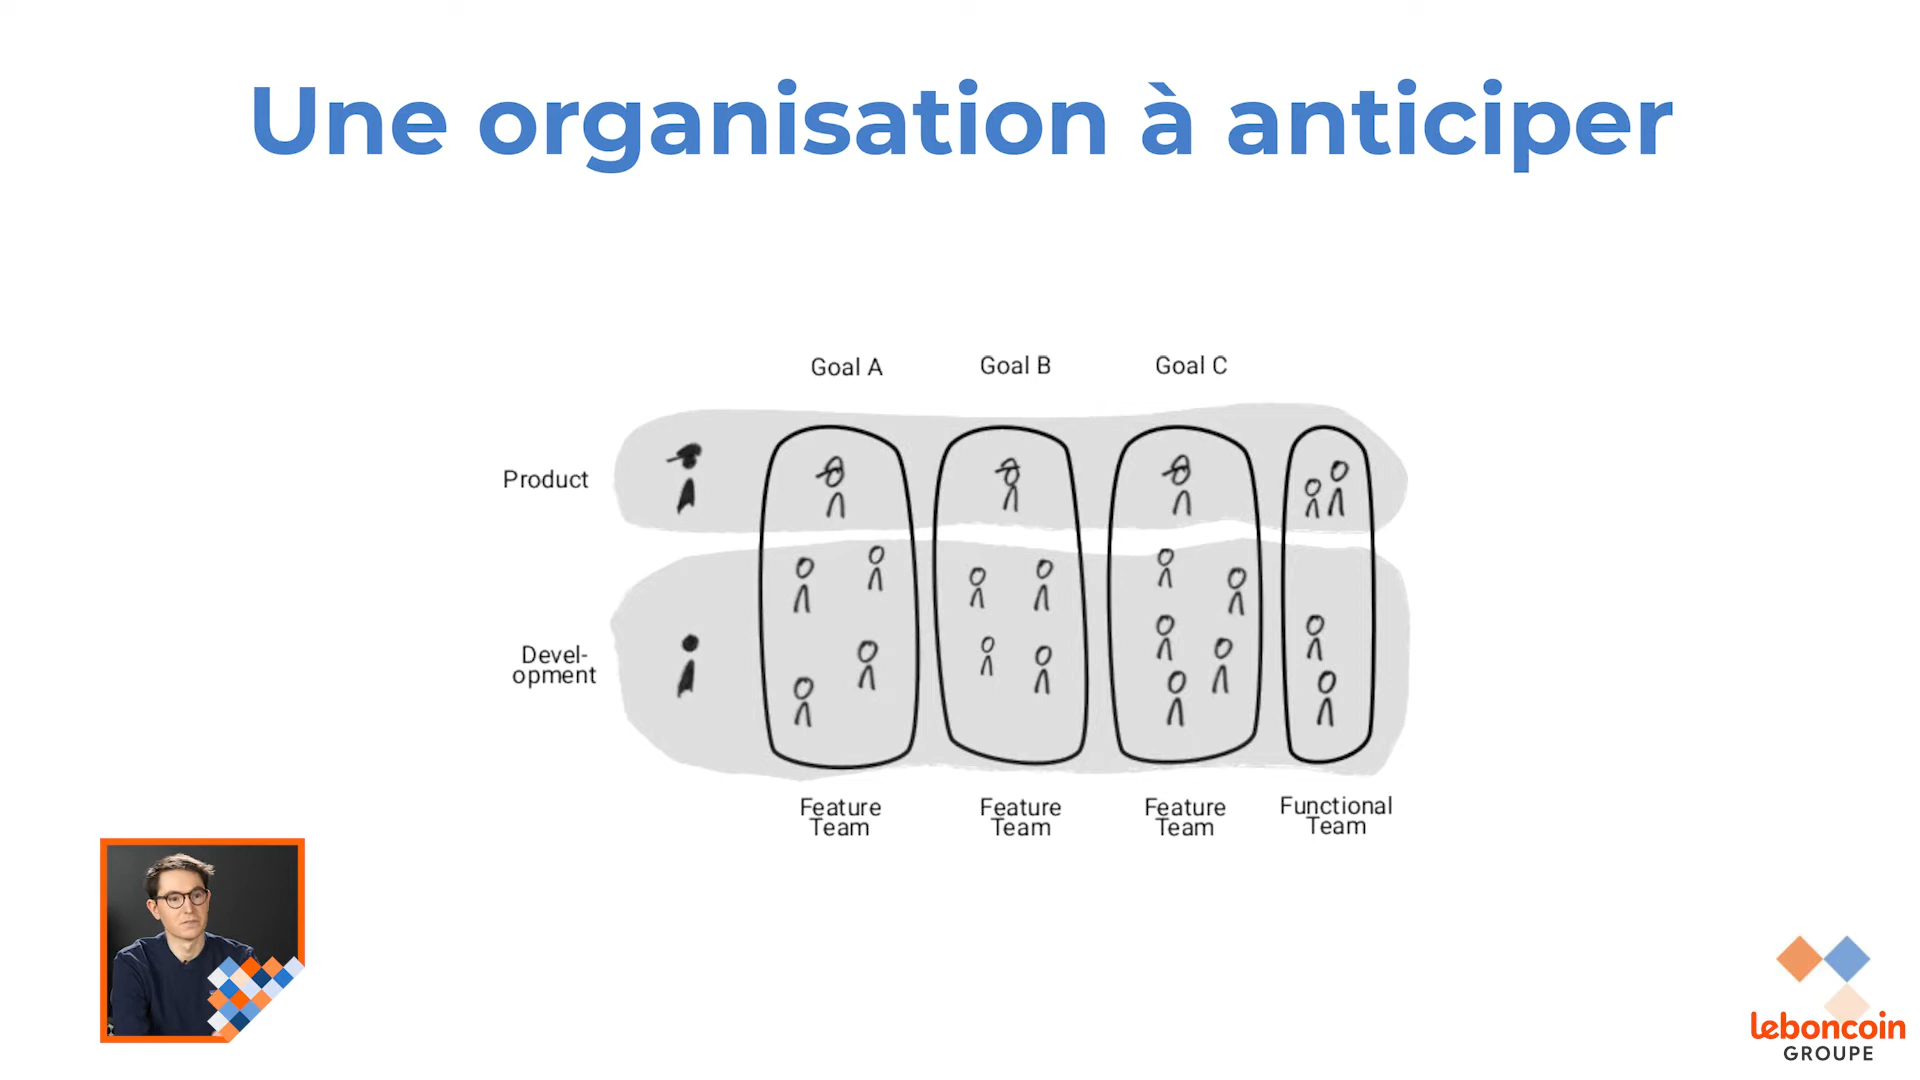 Une organisation à anticiper
Goal A
Goal B
Goal C
Product
Devel-
opment
Feature
Team
Feature
Team
Feature
Team
Functional
Team
leboncoin
GROUPE